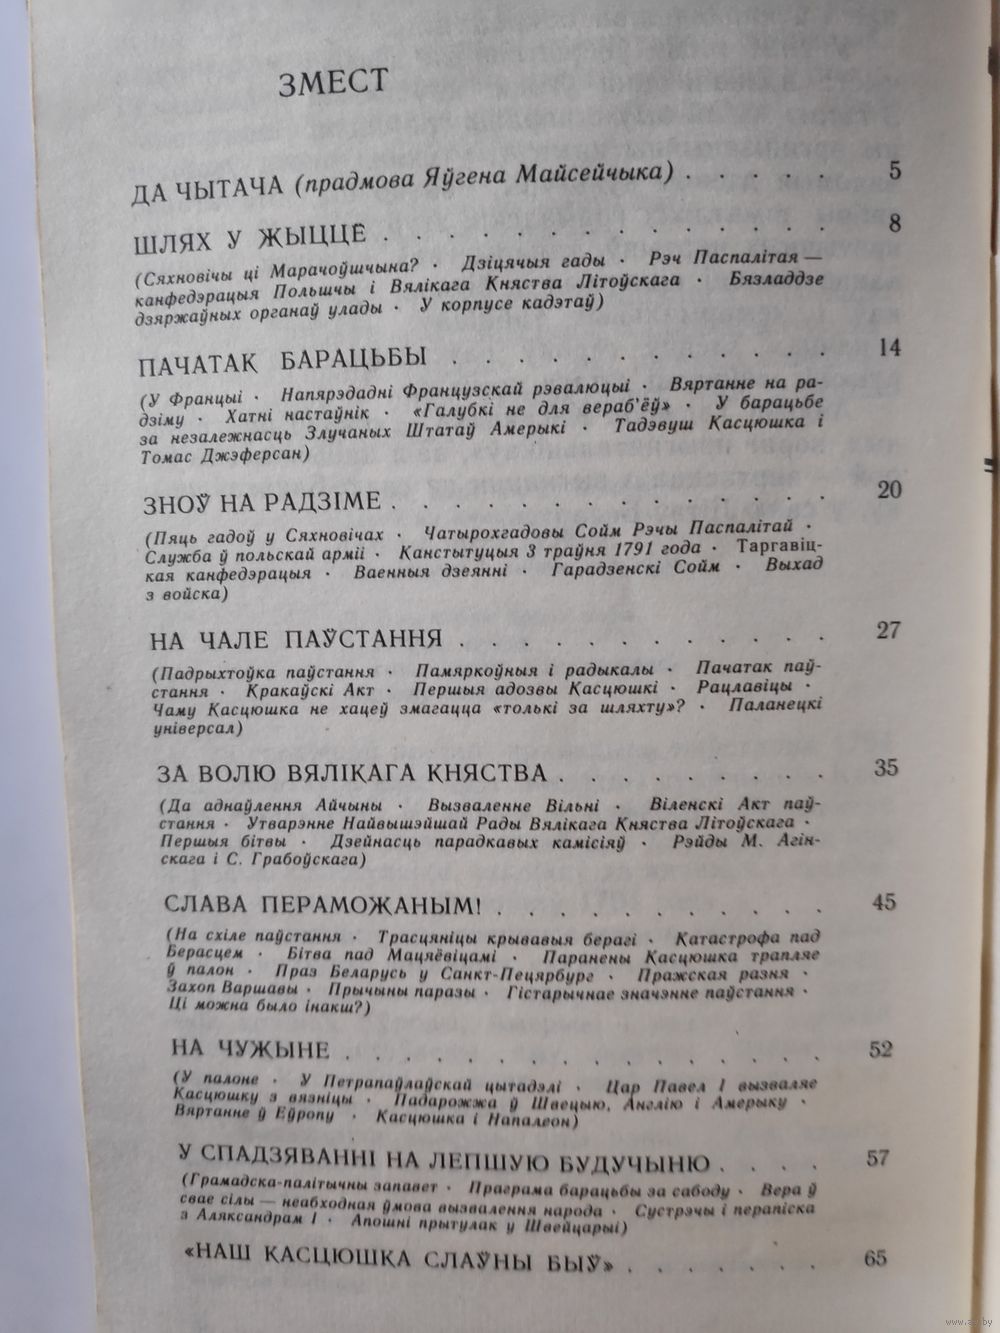 ЗМЕСТ
ДА ЧЫТАЧА (прадмова Яўгена Майсейчыка) . . . . . 5
ШЛЯХ У ЖЫЦЦЁ . . . . . . . . . . . . . 8
(Сяхновічы ці Марачоўшчына? · Дзіцячыя гады · Рэч Паспалітая —
канфедэрацыя Польшчы і Вялікага Княства Літоўскага · Бязладдзе
дзяржаўных органаў улады · У корпусе кадэтаў)
ПАЧАТАК БАРАЦЬБЫ . . . . . . . . . . . 14
(У Францыі · Напярэдадні Французскай рэвалюцыі · Вяртанне на ра-
дзіму · Хатні настаўнік · «Галубкі не для вераб'ёў» · У барацьбе
за незалежнасць Злучаных Штатаў Амерыкі · Тадэвуш Касцюшка і
Томас Джэферсан)
ЗНОЎ НА РАДЗІМЕ . . . . . . . . . . . . . 20
(Пяць гадоў у Сяхновічах · Чатырохгадовы Сойм Рэчы Паспалітай ·
Служба ў польскай арміі · Канстытуцыя 3 траўня 1791 года · Таргавіц-
кая канфедэрацыя · Ваенныя дзеянні · Гарадзенскі Сойм · Выхад
з войска)
НА ЧАЛЕ ПАЎСТАННЯ . . . . . . . . . . . 27
(Падрыхтоўка паўстання · Памяркоўныя і радыкалы · Пачатак паў-
стання · Кракаўскі Акт · Першыя адозвы Касцюшкі · Рацлавіцы ·
Чаму Касцюшка не хацеў змагацца «толькі за шляхту»? · Паланецкі
універсал)
ЗА ВОЛЮ ВЯЛІКАГА КНЯСТВА . . . . . . . . . 35
(Да аднаўлення Айчыны · Вызваленне Вільні · Віленскі Акт паў-
стання · Утварэнне Найвышэйшай Рады Вялікага Княства Літоўскага ·
Першыя бітвы · Дзейнасць парадкавых камісіяў · Рэйды М. Агін-
скага і С. Грабоўскага)
СЛАВА ПЕРАМОЖАНЫМ! . . . . . . . . . . 45
(На схіле паўстання · Трасцяніцы крывавыя берагі · Катастрофа пад
Берасцем · Бітва пад Мацяёвіцамі · Паранены Касцюшка трапляе
ў палон · Праз Беларусь у Санкт-Пецярбург · Пражская разня ·
Захоп Варшавы · Прычыны паразы · Гістарычнае значэнне паўстання ·
Ці можна было інакш?)
НА ЧУЖЫНЕ . . . . . . . . . . . . . 52
(У палоне · У Петрапаўлаўскай цытадэлі · Цар Павел I вызваляе
Касцюшку з вязніцы · Падарожжа ў Швецыю, Англію і Амерыку ·
Вяртанне ў Еўропу · Касцюшка і Напалеон)
У СПАДЗЯВАННІ НА ЛЕПШУЮ БУДУЧЫНЮ . . . . 57
(Грамадска-палітычны запавет · Праграма барацьбы за сабоду · Вера ў
свае сілы — неабходная ўмова вызвалення народа · Сустрэчы і перапіска
з Аляксандрам I · Апошні прытулак у Швейцарыі)
«НАШ КАСЦЮШКА СЛАЎНЫ БЫЎ» . . . . . . . 65
www.ay.by